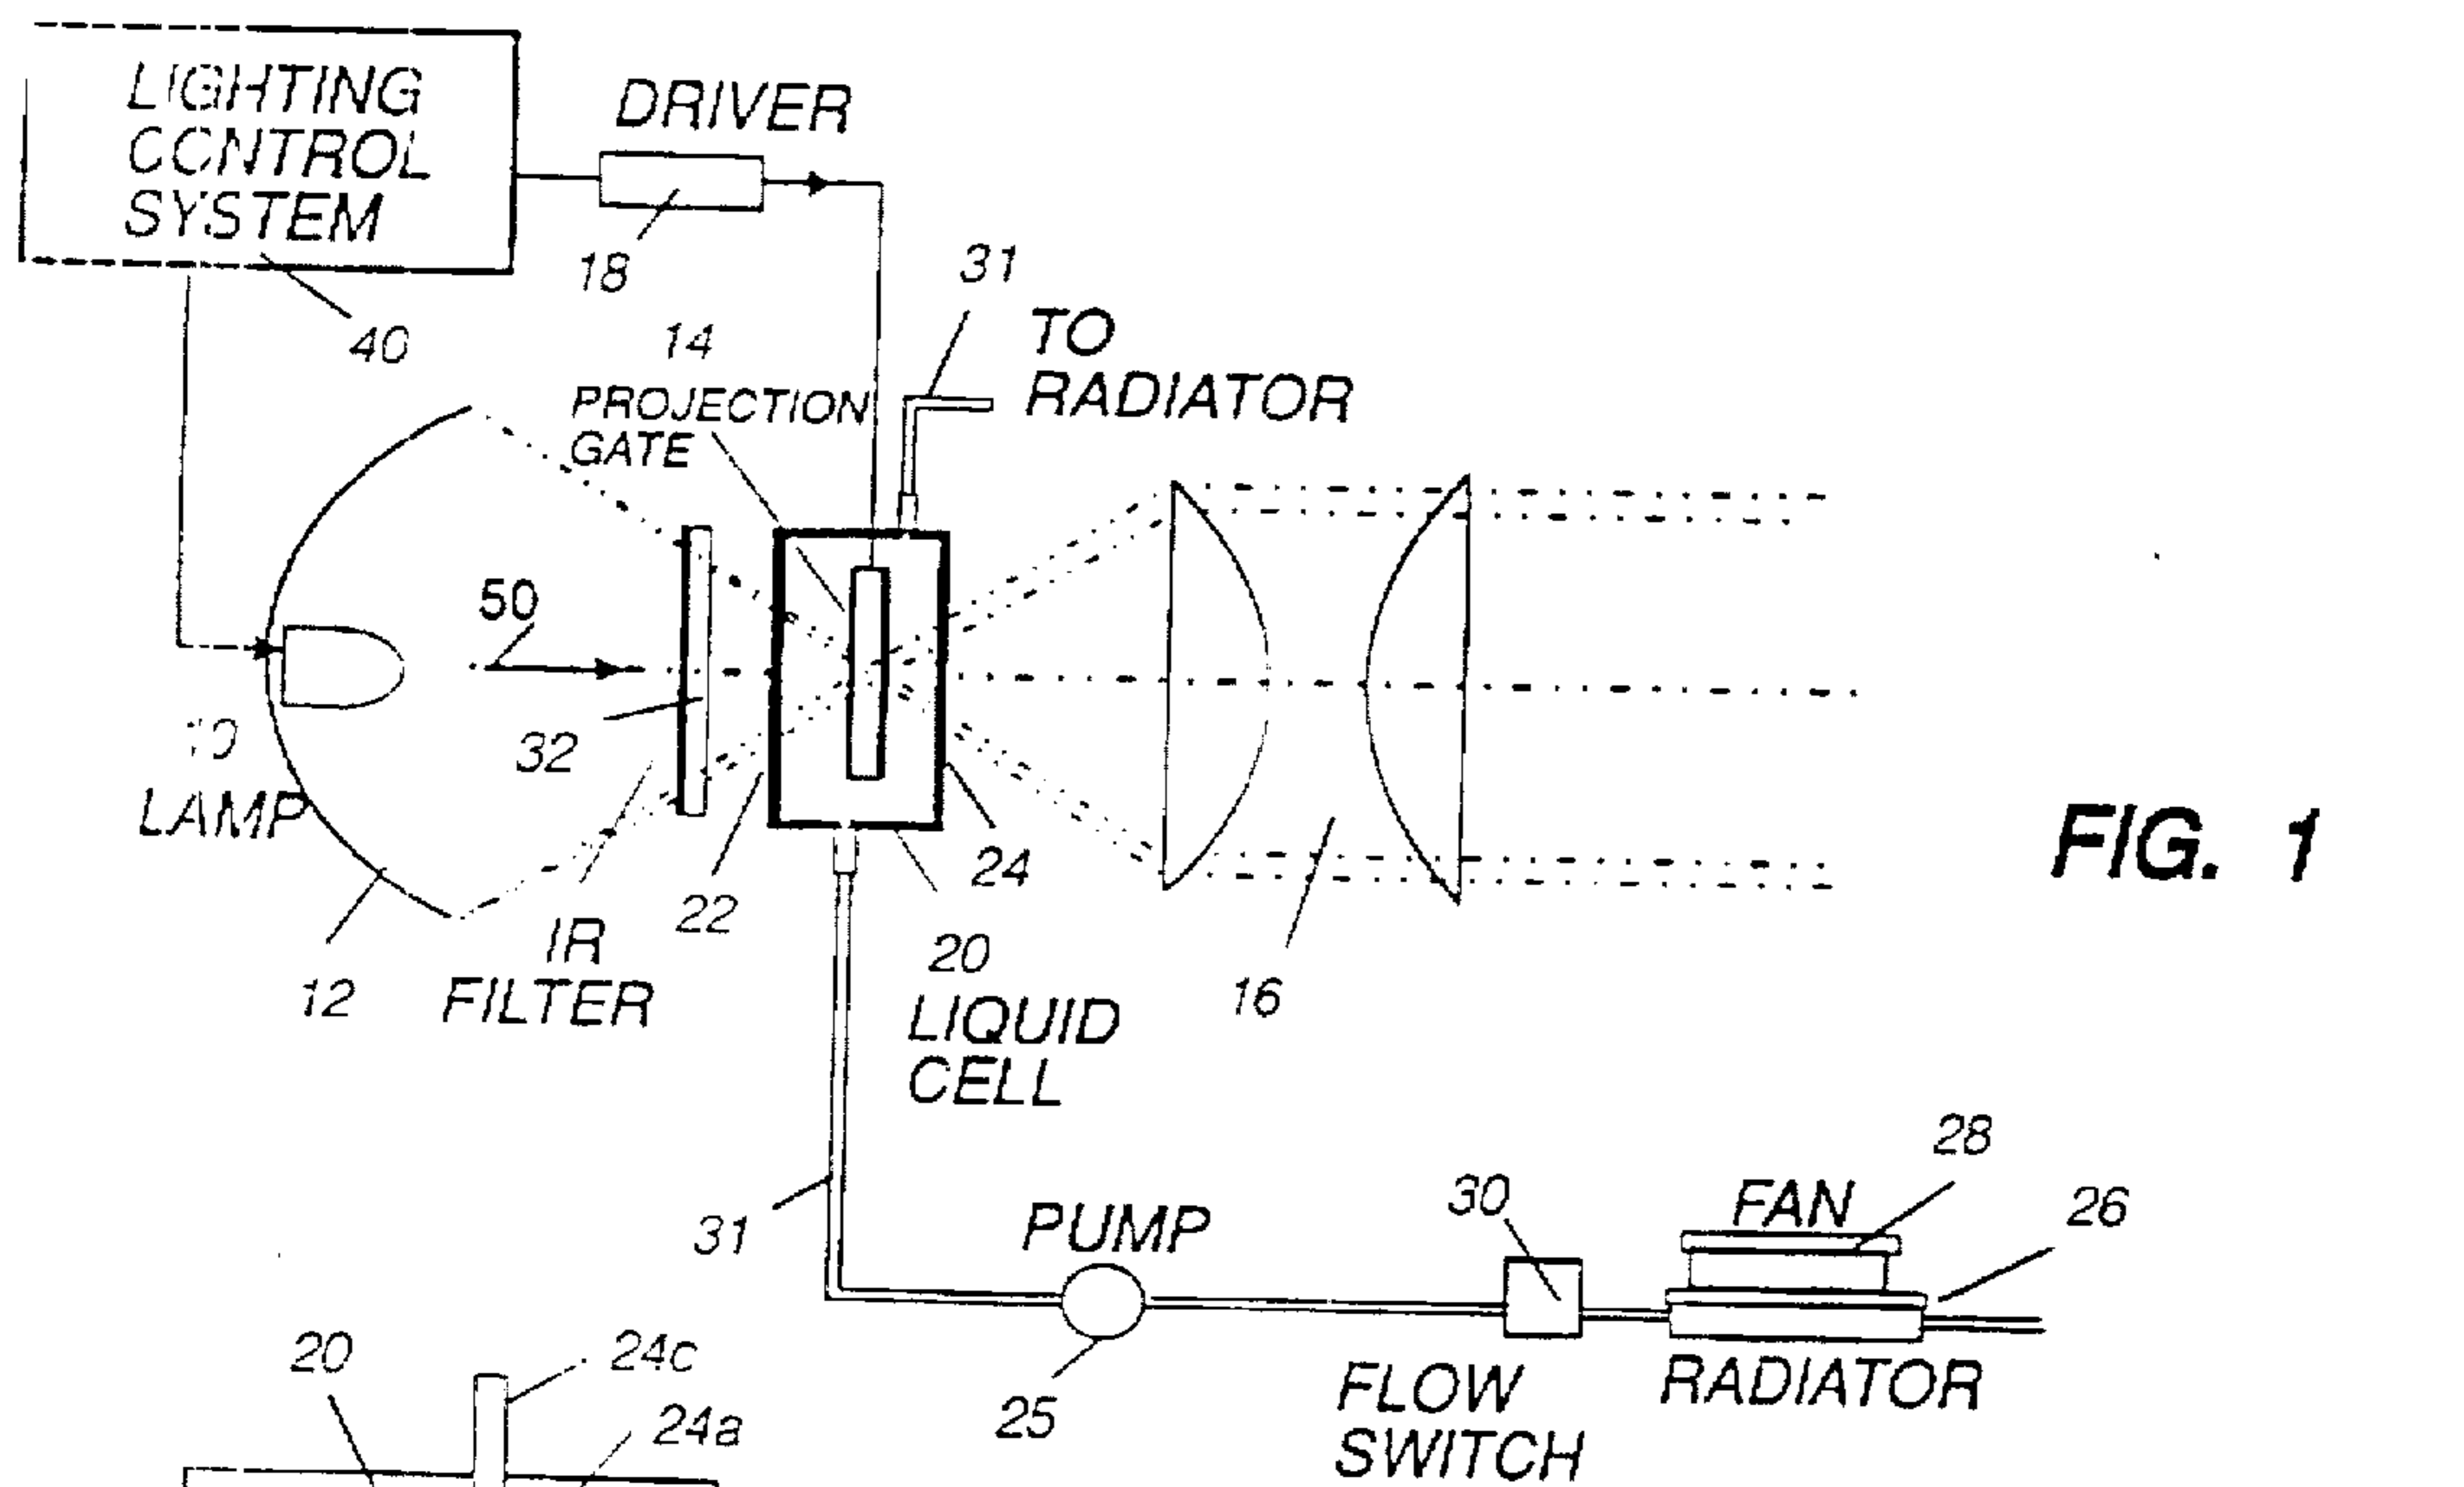 LIGHTING
CONTROL
SYSTEM
DRIVER
18
40
31
TO
RADIATOR
14
PROJECTION
GATE
50
32
10
LAMP
12
IR
FILTER
22
24
20
LIQUID
CELL
16
FIG. 1
31
PUMP
25
30
FLOW
SWITCH
FAN
28
26
RADIATOR
20
24c
24a